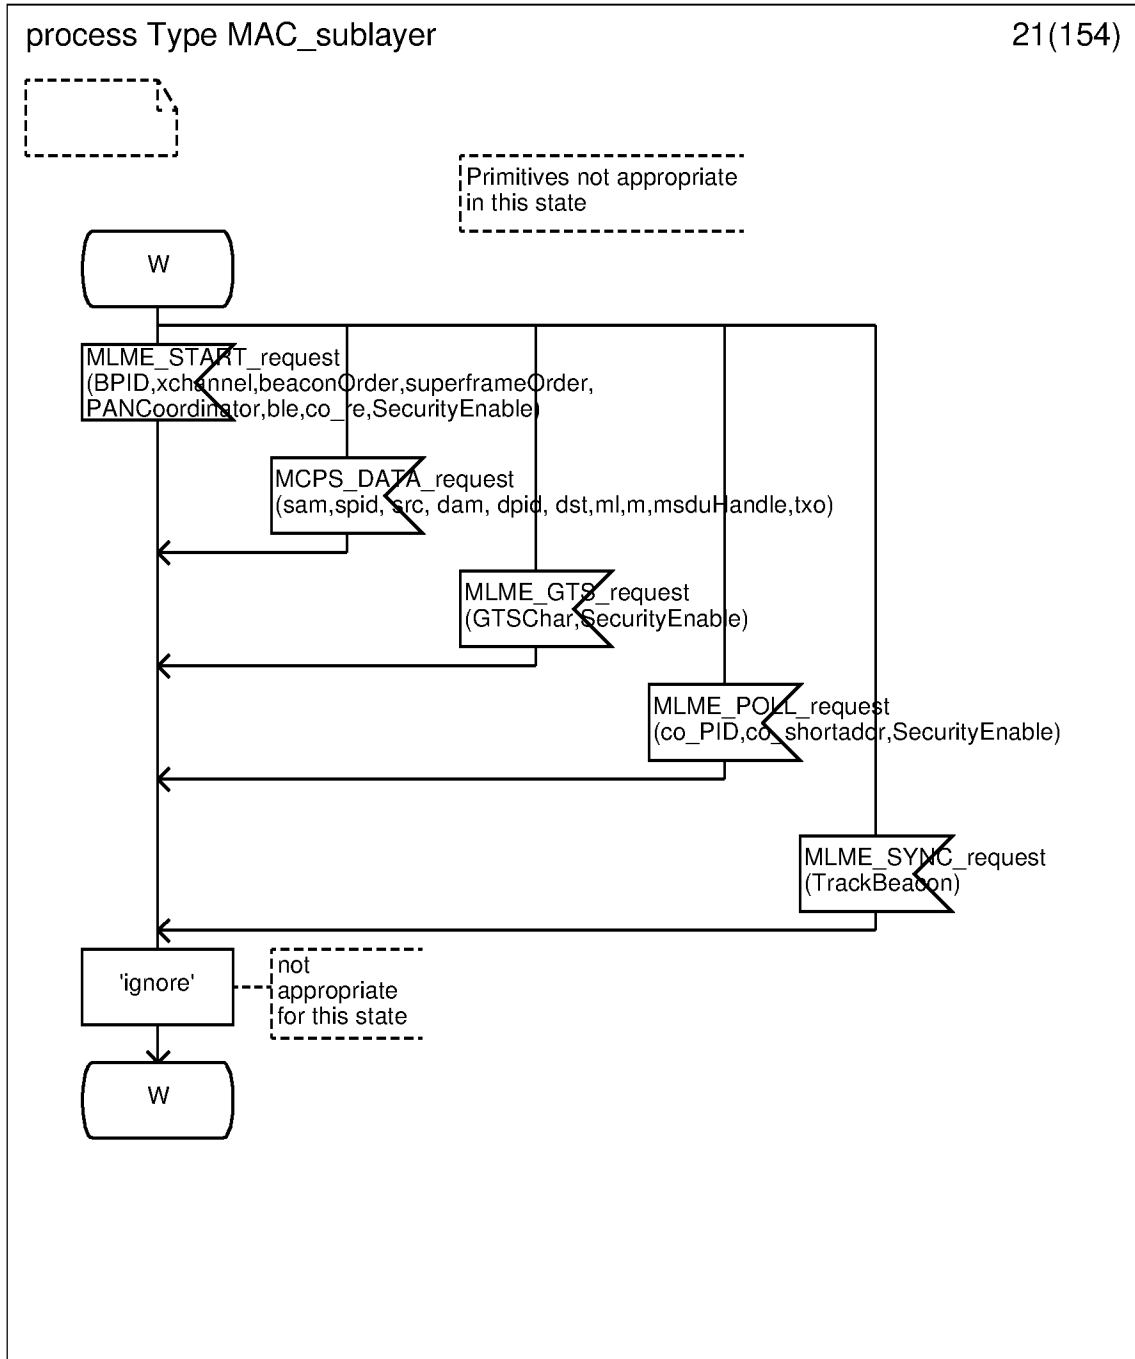 process Type MAC_sublayer
21(154)
Primitives not appropriate
in this state
W
MLME_START_request
(BPID,xchannel,beaconOrder,superframeOrder,
PANCoordinator,ble,co_re,SecurityEnable)
MCPS_DATA_request
(sam,spid, src, dam, dpid, dst,ml,m,msduHandle,txo)
MLME_GTS_request
(GTSChar,SecurityEnable)
MLME_POLL_request
(co_PID,co_shortaddr,SecurityEnable)
MLME_SYNC_request
(TrackBeacon)
'ignore'
not
appropriate
for this state
W